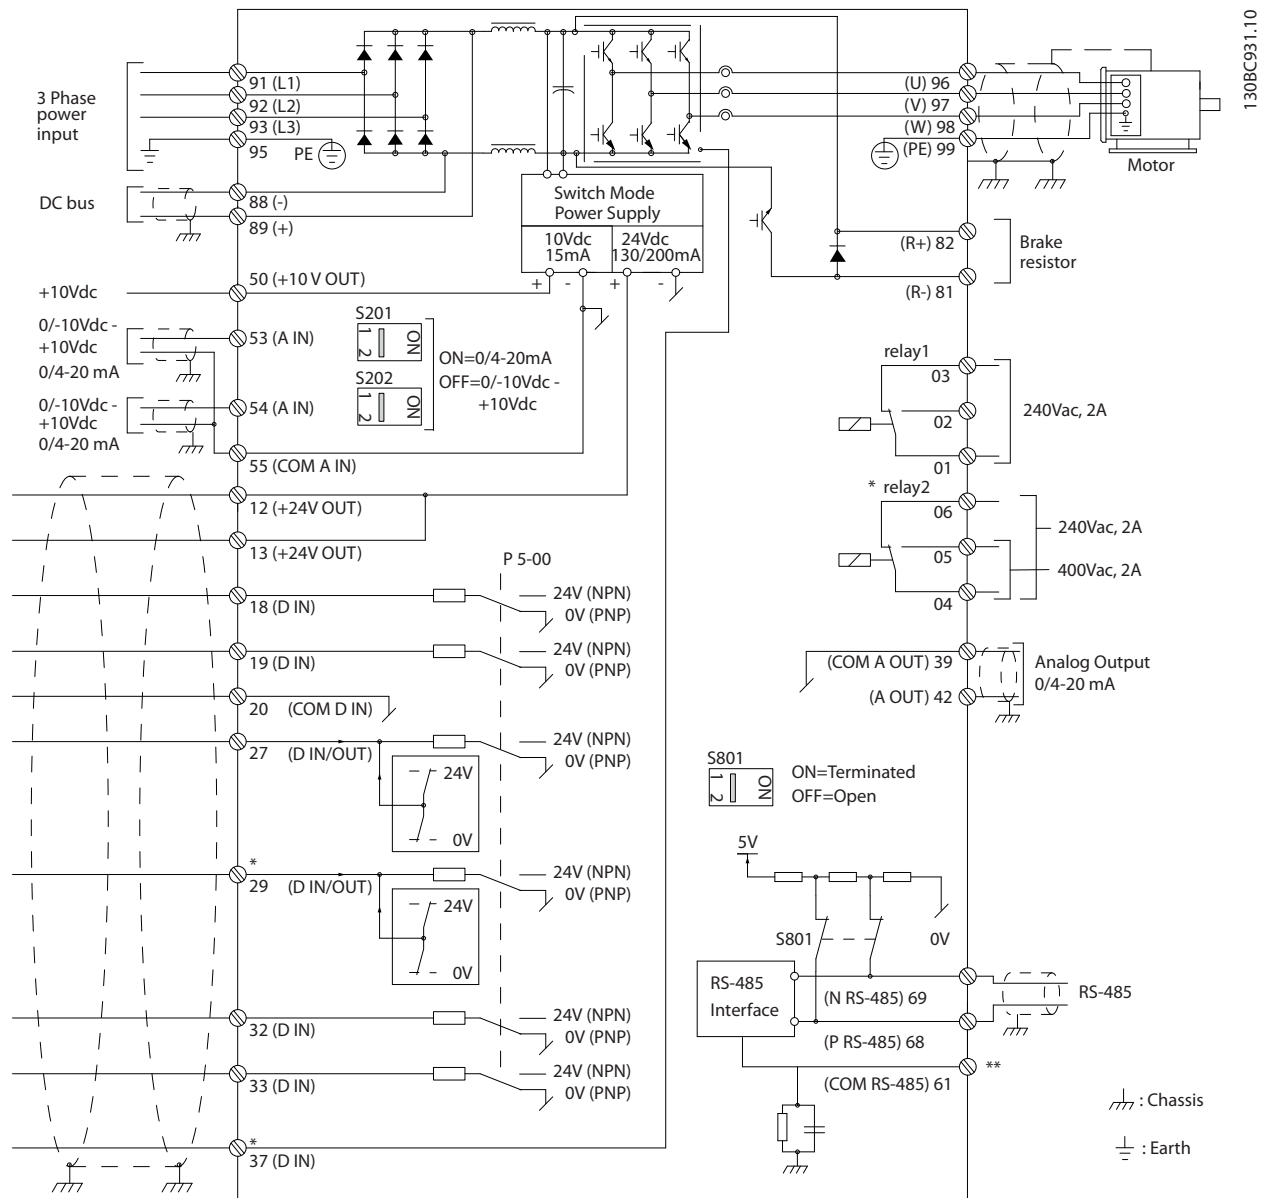 130BC931.10
3 Phase
power
input
91 (L1)
92 (L2)
93 (L3)
95
PE
DC bus
88 (-)
89 (+)
+10Vdc
50 (+10 V OUT)
0/-10Vdc -
+10Vdc
0/4-20 mA
53 (A IN)
0/-10Vdc -
+10Vdc
0/4-20 mA
54 (A IN)
55 (COM A IN)
12 (+24V OUT)
13 (+24V OUT)
18 (D IN)
19 (D IN)
20 (COM D IN)
27 (D IN/OUT)
*
29 (D IN/OUT)
32 (D IN)
33 (D IN)
*
37 (D IN)
S201
1 2 ON
S202
1 2 ON
ON=0/4-20mA
OFF=0/-10Vdc -
+10Vdc
Switch Mode
Power Supply
10Vdc
15mA
24Vdc
130/200mA
+ - + -
P 5-00
24V (NPN)
0V (PNP)
24V (NPN)
0V (PNP)
24V (NPN)
0V (PNP)
24V
0V
24V (NPN)
0V (PNP)
24V
0V
24V (NPN)
0V (PNP)
24V (NPN)
0V (PNP)
(U) 96
(V) 97
(W) 98
(PE) 99
Motor
(R+) 82
Brake
resistor
(R-) 81
relay1
03
02
01
240Vac, 2A
* relay2
06
05
04
240Vac, 2A
400Vac, 2A
(COM A OUT) 39
(A OUT) 42
Analog Output
0/4-20 mA
S801
1 2 ON
ON=Terminated
OFF=Open
5V
S801
0V
RS-485
Interface
(N RS-485) 69
RS-485
(P RS-485) 68
(COM RS-485) 61
**
: Chassis
: Earth